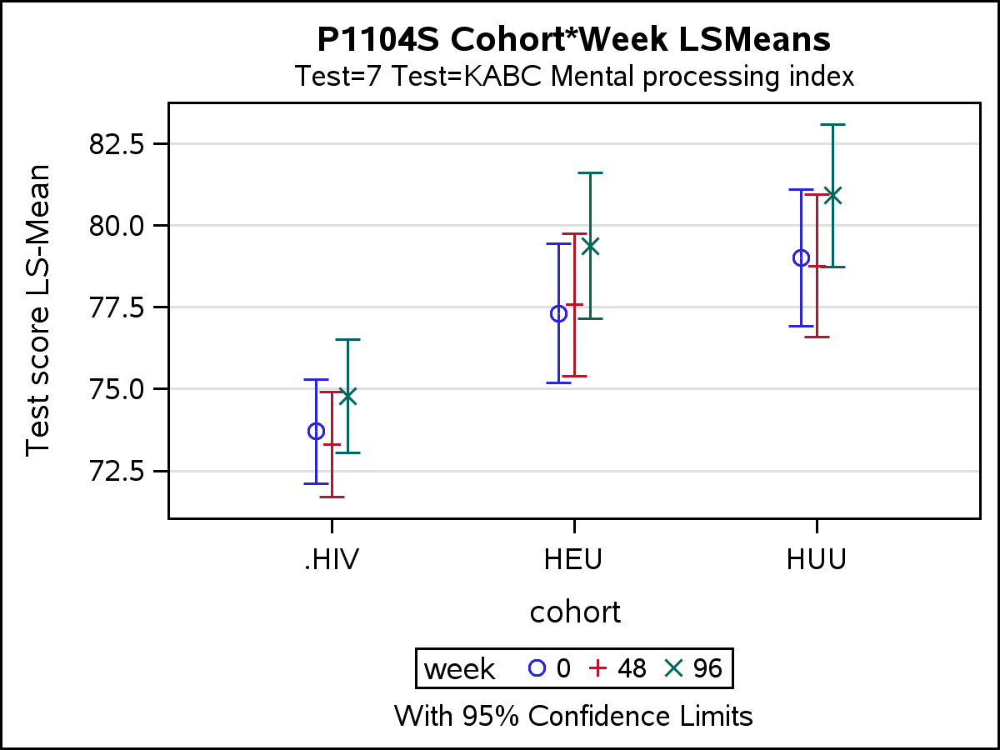 P1104S Cohort*Week LSMeans
Test=7 Test=KABC Mental processing index
Test score LS-Mean
82.5
80.0
77.5
75.0
72.5
.HIV HEU HUU
cohort
week 0 48 96
With 95% Confidence Limits